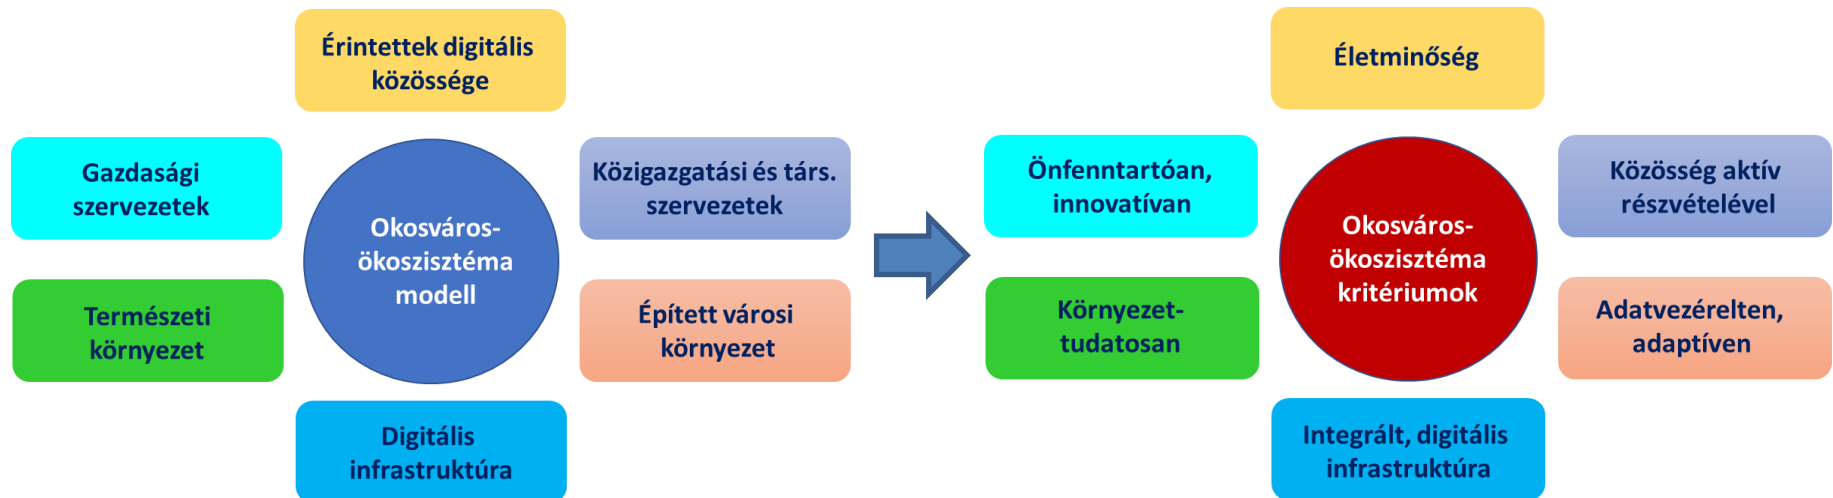 Érintettek digitális
közössége
Gazdasági
szervezetek
Közigazgatási és társ.
szervezetek
Okosváros-
ökoszisztéma
modell
Természeti
környezet
Épített városi
környezet
Digitális
infrastruktúra
Életminőség
Önfenntartóan,
innovatívan
Közösség aktív
részvételével
Okosváros-
ökoszisztéma
kritériumok
Környezet-
tudatosan
Adatvezérelten,
adaptíven
Integrált, digitális
infrastruktúra